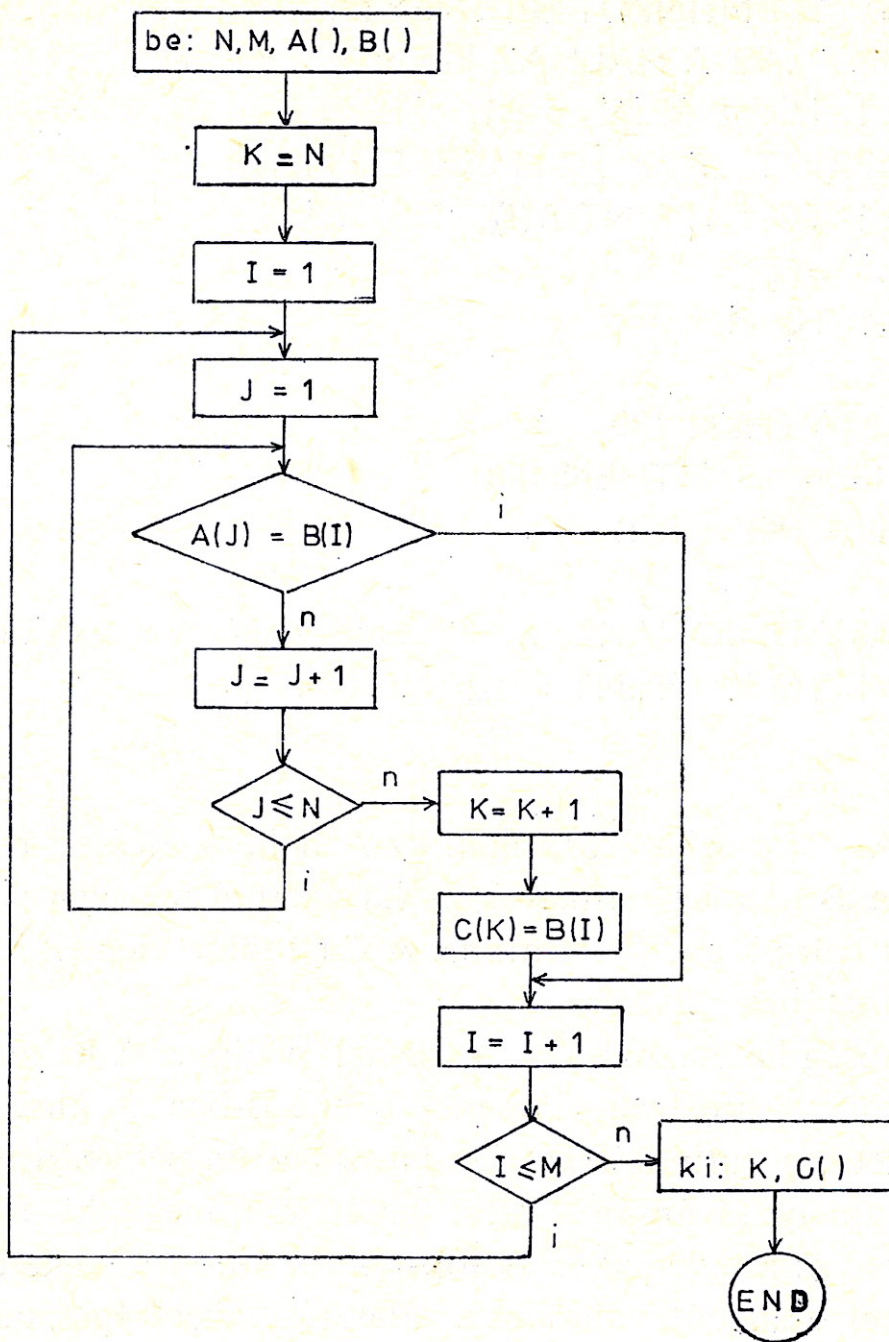 be: N, M, A( ), B( )
K = N
I = 1
J = 1
A(J) = B(I)
i
n
J = J + 1
J ≤ N
n
K = K + 1
i
C(K) = B(I)
I = I + 1
I ≤ M
n
ki: K, C( )
i
END